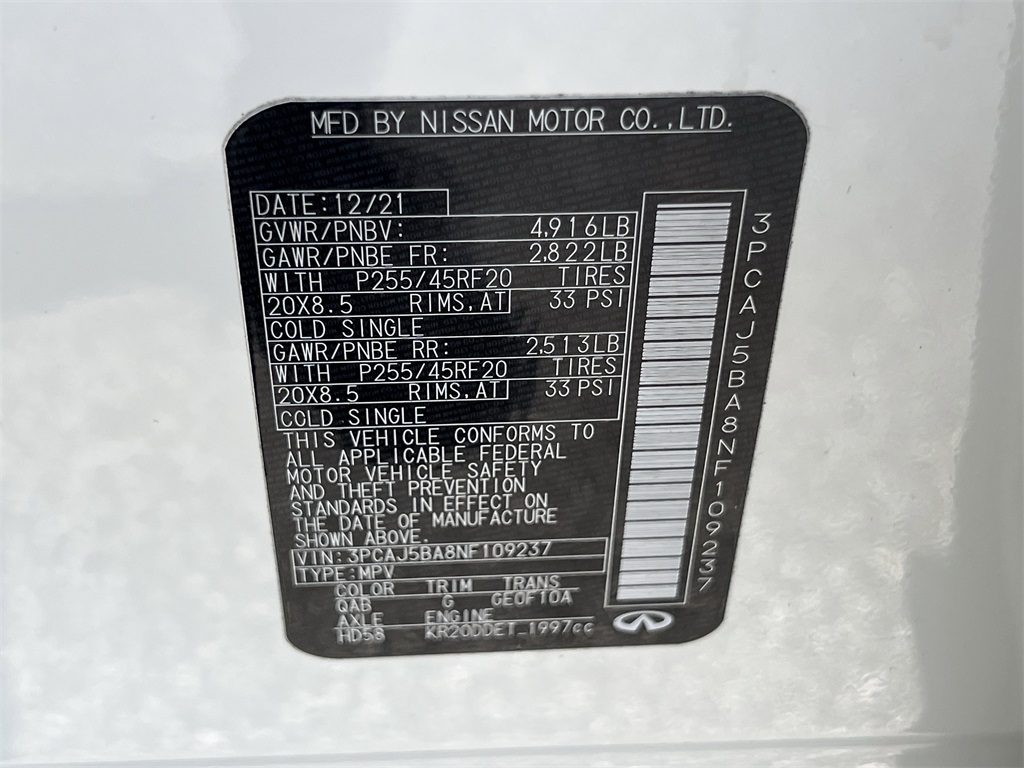 MFD BY NISSAN MOTOR CO.,LTD.
DATE:12/21
GVWR/PNBV: 4,916LB
GAWR/PNBE FR: 2,822LB
WITH P255/45RF20 TIRES
20X8.5 RIMS,AT 33 PSI
COLD SINGLE
GAWR/PNBE RR: 2,513LB
WITH P255/45RF20 TIRES
20X8.5 RIMS,AT 33 PSI
COLD SINGLE
THIS VEHICLE CONFORMS TO
ALL APPLICABLE FEDERAL
MOTOR VEHICLE SAFETY
AND THEFT PREVENTION
STANDARDS IN EFFECT ON
THE DATE OF MANUFACTURE
SHOWN ABOVE.
VIN:3PCAJ5BA8NF109237
TYPE:MPV
COLOR TRIM TRANS
QAB G GE0F10A
AXLE ENGINE
HD58 KR20DDET 1997cc
3PCAJ5BA8NF109237